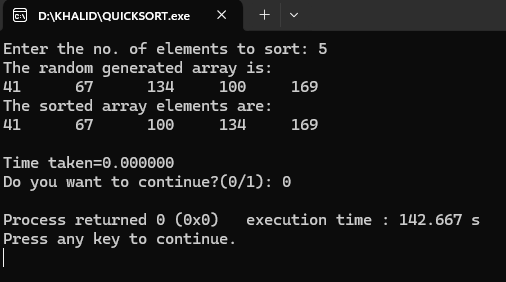 D:\KHALID\QUICKSORT.exe
Enter the no. of elements to sort: 5
The random generated array is:
41 67 134 100 169
The sorted array elements are:
41 67 100 134 169
Time taken=0.000000
Do you want to continue?(0/1): 0
Process returned 0 (0x0) execution time : 142.667 s
Press any key to continue.